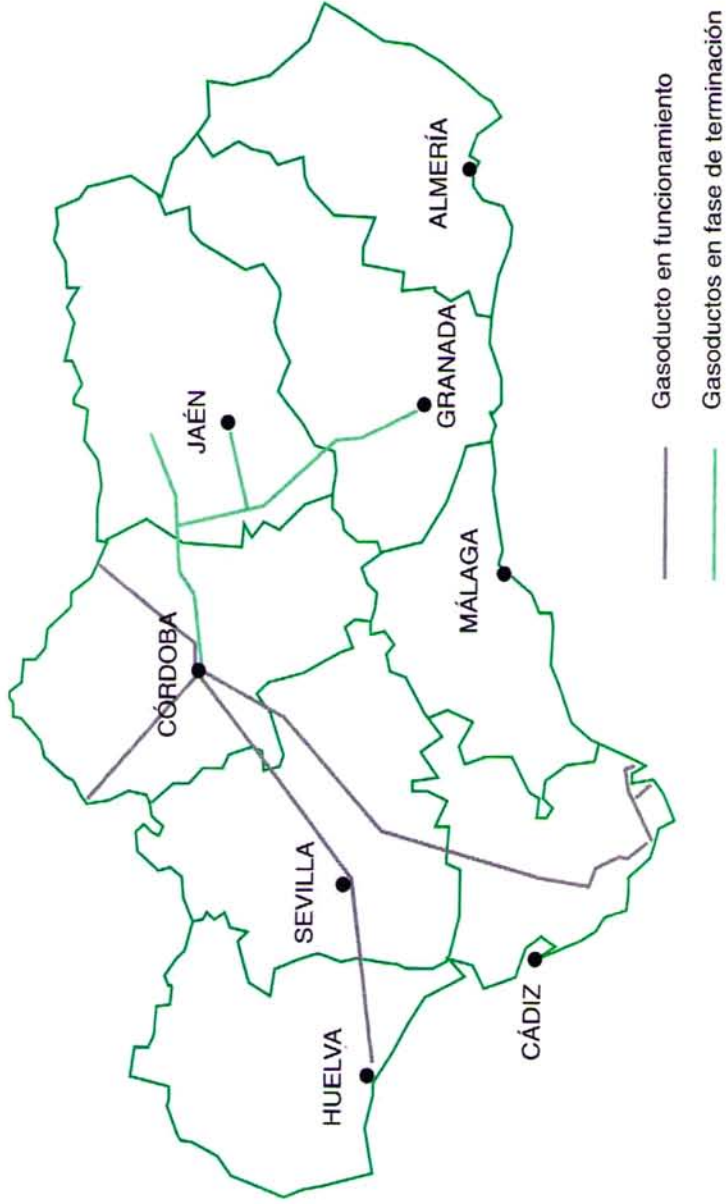 CÓRDOBA
JAÉN
SEVILLA
HUELVA
GRANADA
ALMERÍA
MÁLAGA
CÁDIZ
Gasoducto en funcionamiento
Gasoductos en fase de terminación